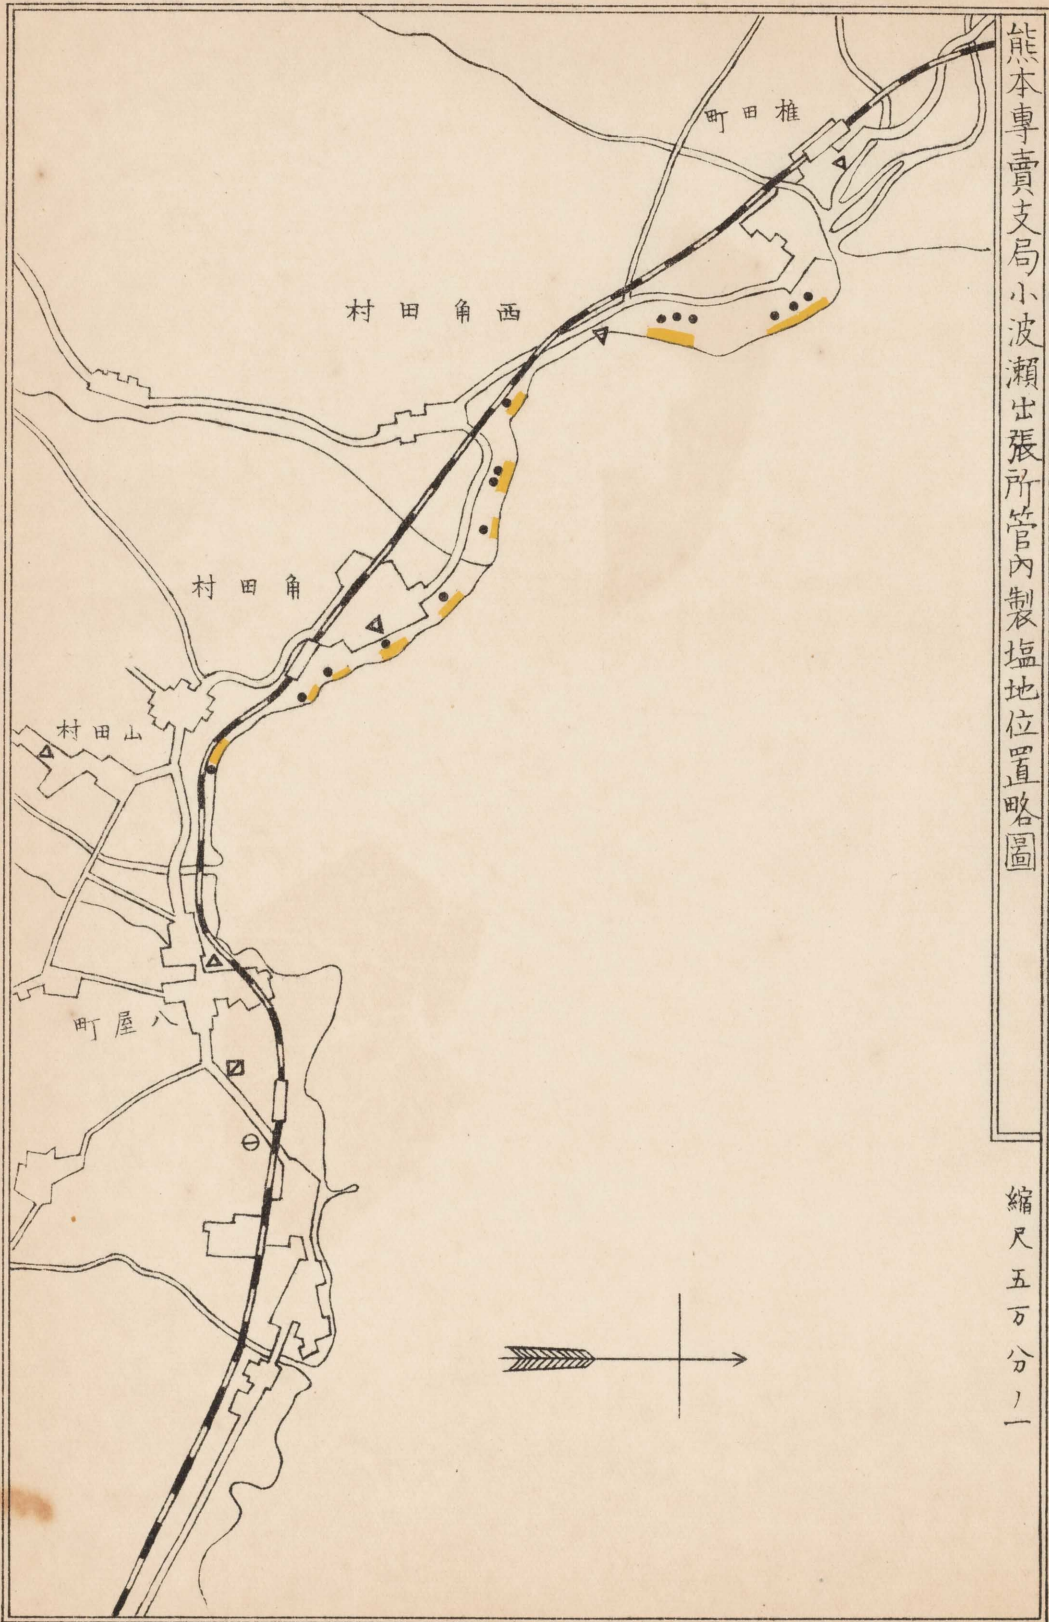 熊本專賣支局小波瀬出張所管內製塩地位置略圖
縮尺五万分ノ一
椎田町
西角田村
角田村
山田村
八屋町